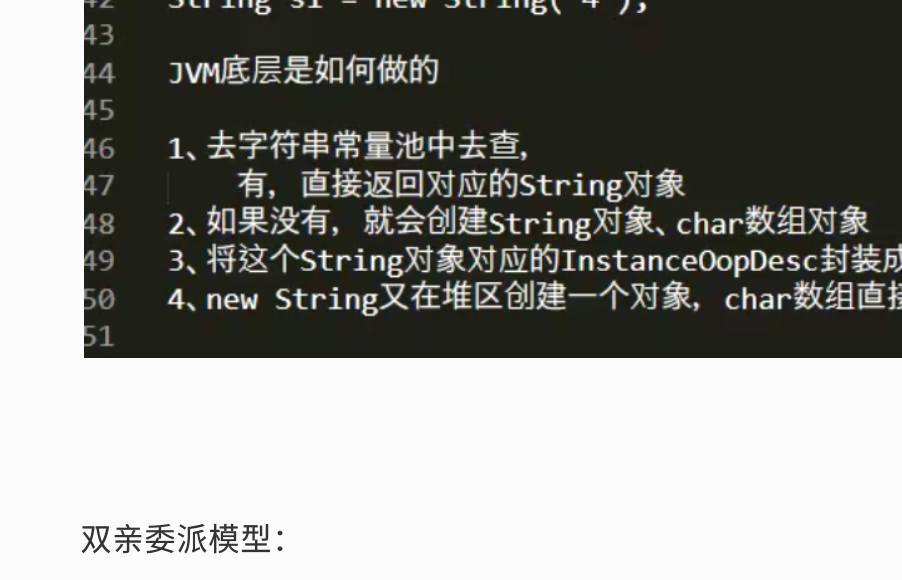 42 String s1 = new String("4");
43
44 JVM底层是如何做的
45
46 1、去字符串常量池中去查,
47 有, 直接返回对应的String对象
48 2、如果没有, 就会创建String对象、char数组对象
49 3、将这个String对象对应的InstanceOopDesc封装成
50 4、new String又在堆区创建一个对象, char数组直接
51
双亲委派模型：